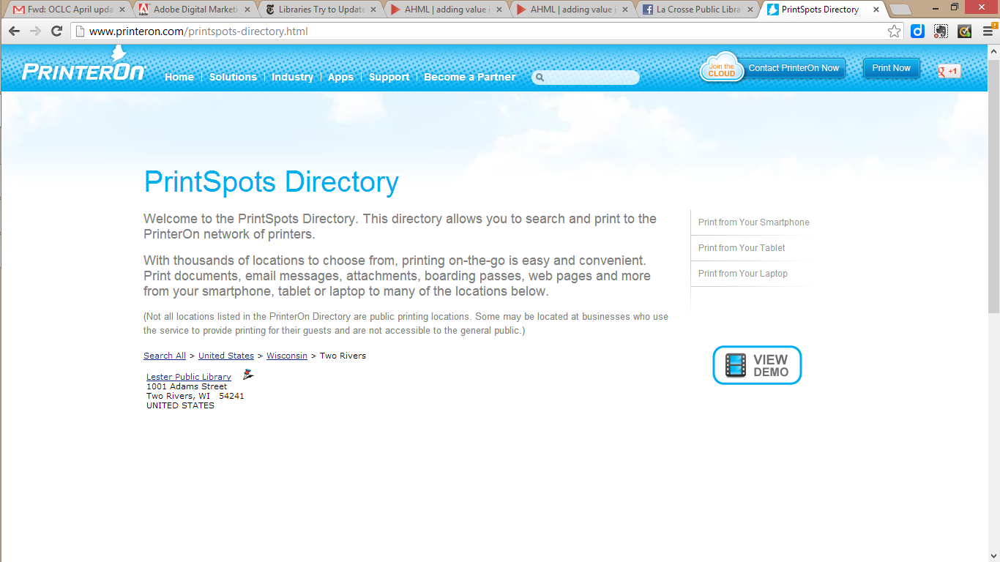 Fwd: OCLC April upda
Adobe Digital Marketi
Libraries Try to Update
AHML | adding value i
AHML | adding value i
La Crosse Public Libra
PrintSpots Directory
www.printeron.com/printspots-directory.html
PRINTERON
Home
Solutions
Industry
Apps
Support
Become a Partner
Join the
CLOUD
Contact PrinterOn Now
Print Now
g +1
PrintSpots Directory
Welcome to the PrintSpots Directory. This directory allows you to search and print to the
PrinterOn network of printers.
With thousands of locations to choose from, printing on-the-go is easy and convenient.
Print documents, email messages, attachments, boarding passes, web pages and more
from your smartphone, tablet or laptop to many of the locations below.
(Not all locations listed in the PrinterOn Directory are public printing locations. Some may be located at businesses who use
the service to provide printing for their guests and are not accessible to the general public.)
Search All > United States > Wisconsin > Two Rivers
Lester Public Library
1001 Adams Street
Two Rivers, WI 54241
UNITED STATES
Print from Your Smartphone
Print from Your Tablet
Print from Your Laptop
VIEW
DEMO